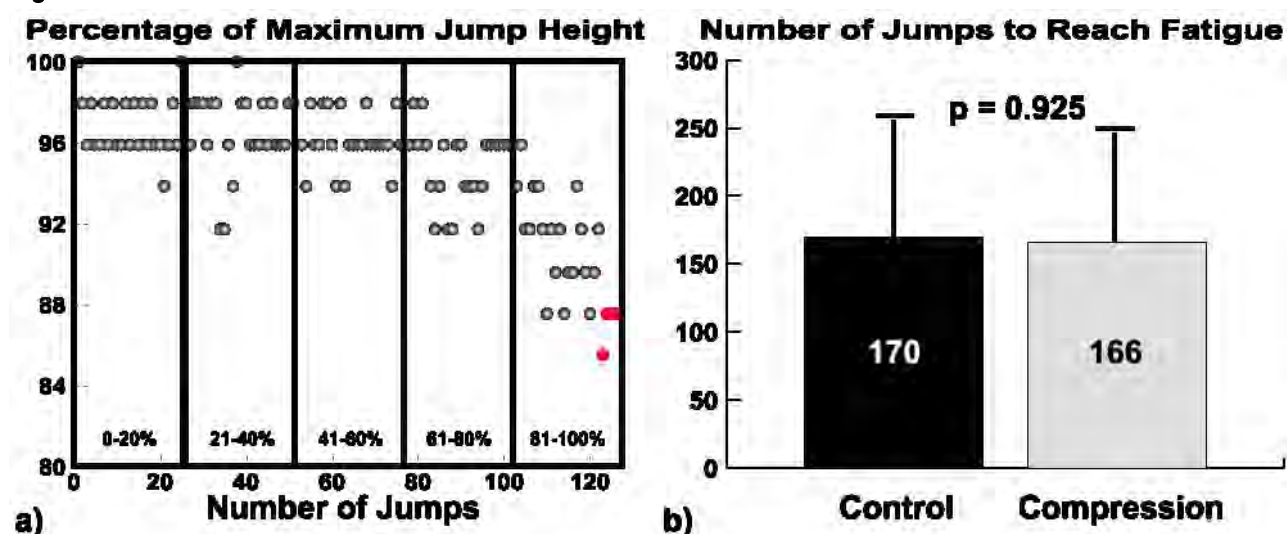 Percentage of Maximum Jump Height
100
96
92
88
84
80
0-20%
21-40%
41-60%
61-80%
81-100%
0 20 40 60 80 100 120
Number of Jumps
a)
Number of Jumps to Reach Fatigue
300
250
200
150
100
50
0
p = 0.925
170
166
Control
Compression
b)